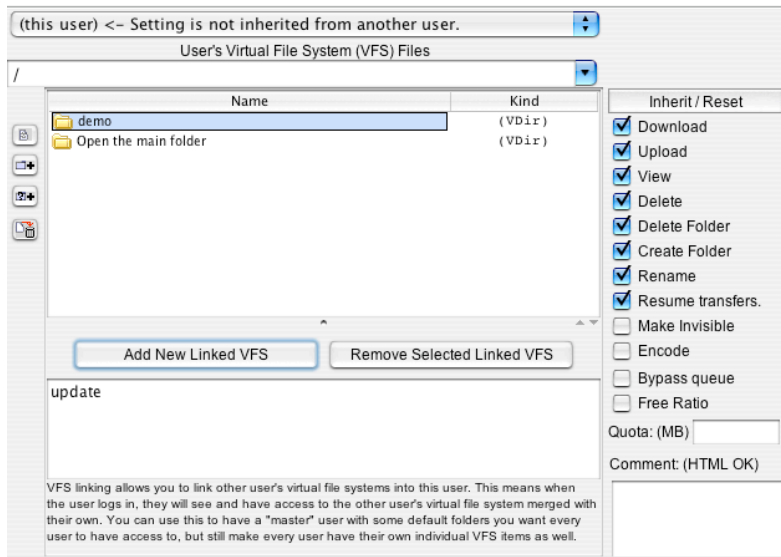 (this user) <- Setting is not inherited from another user.
User's Virtual File System (VFS) Files
/
Name Kind
demo (VDir)
Open the main folder (VDir)
Inherit / Reset
Download
Upload
View
Delete
Delete Folder
Create Folder
Rename
Resume transfers.
Make Invisible
Encode
Bypass queue
Free Ratio
Quota: (MB)
Comment: (HTML OK)
Add New Linked VFS Remove Selected Linked VFS
update
VFS linking allows you to link other user's virtual file systems into this user. This means when
the user logs in, they will see and have access to the other user's virtual file system merged with
their own. You can use this to have a "master" user with some default folders you want every
user to have access to, but still make every user have their own individual VFS items as well.